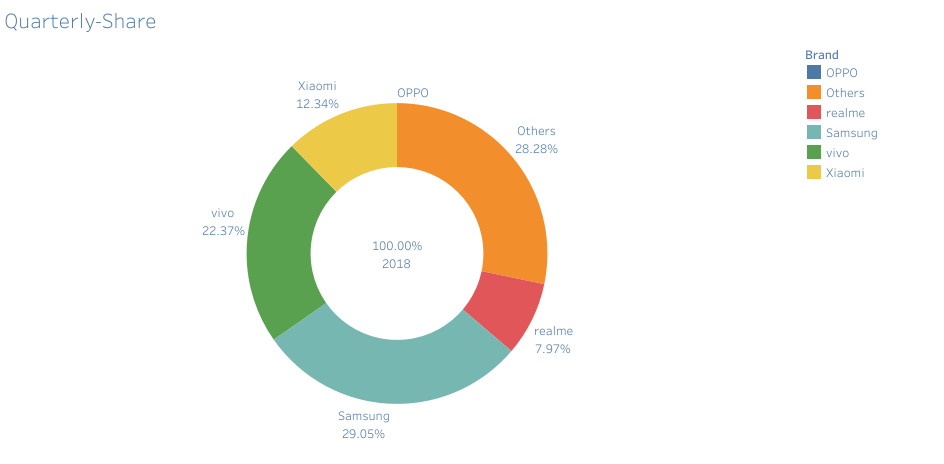 Quarterly-Share
Brand
OPPO
Others
realme
Samsung
vivo
Xiaomi
Xiaomi
12.34%
OPPO
Others
28.28%
vivo
22.37%
100.00%
2018
realme
7.97%
Samsung
29.05%